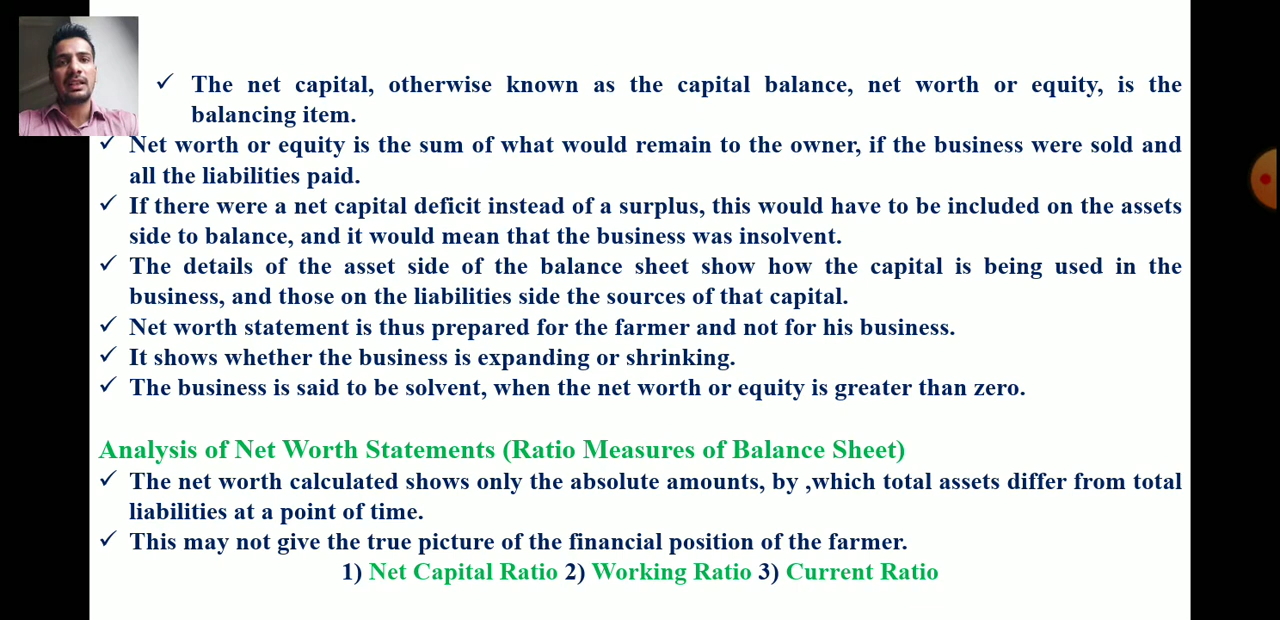 ✓ The net capital, otherwise known as the capital balance, net worth or equity, is the
balancing item.
✓ Net worth or equity is the sum of what would remain to the owner, if the business were sold and
all the liabilities paid.
✓ If there were a net capital deficit instead of a surplus, this would have to be included on the assets
side to balance, and it would mean that the business was insolvent.
✓ The details of the asset side of the balance sheet show how the capital is being used in the
business, and those on the liabilities side the sources of that capital.
✓ Net worth statement is thus prepared for the farmer and not for his business.
✓ It shows whether the business is expanding or shrinking.
✓ The business is said to be solvent, when the net worth or equity is greater than zero.
Analysis of Net Worth Statements (Ratio Measures of Balance Sheet)
✓ The net worth calculated shows only the absolute amounts, by ,which total assets differ from total
liabilities at a point of time.
✓ This may not give the true picture of the financial position of the farmer.
1) Net Capital Ratio 2) Working Ratio 3) Current Ratio